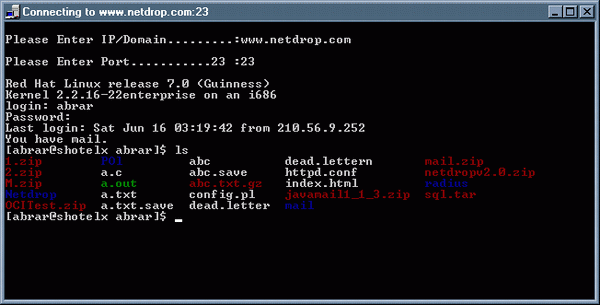 Connecting to www.netdrop.com:23
Please Enter IP/Domain.........:www.netdrop.com
Please Enter Port...........23 :23
Red Hat Linux release 7.0 (Guinness)
Kernel 2.2.16-22enterprise on an i686
login: abrar
Password:
Last login: Sat Jun 16 03:19:42 from 210.56.9.252
You have mail.
[abrar@shotelx abrar]$ ls
1.zip PDI abc dead.lettern mail.zip
2.zip a.c abc.save httpd.conf netdropv2.0.zip
M.zip a.out abc.txt.gz index.html radius
Netdrop a.txt config.pl javamail1_1_3.zip sql.tar
OCITest.zip a.txt.save dead.letter mail
[abrar@shotelx abrar]$